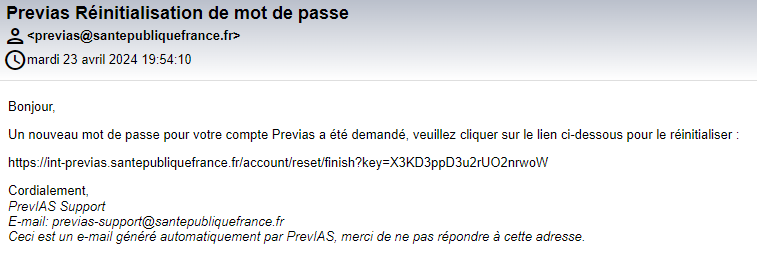 Previas Réinitialisation de mot de passe
<previas@santepubliquefrance.fr>
mardi 23 avril 2024 19:54:10
Bonjour,
Un nouveau mot de passe pour votre compte Previas a été demandé, veuillez cliquer sur le lien ci-dessous pour le réinitialiser :
https://int-previas.santepubliquefrance.fr/account/reset/finish?key=X3KD3ppD3u2rUO2nrwoW
Cordialement,
PrevIAS Support
E-mail: previas-support@santepubliquefrance.fr
Ceci est un e-mail généré automatiquement par PrevIAS, merci de ne pas répondre à cette adresse.